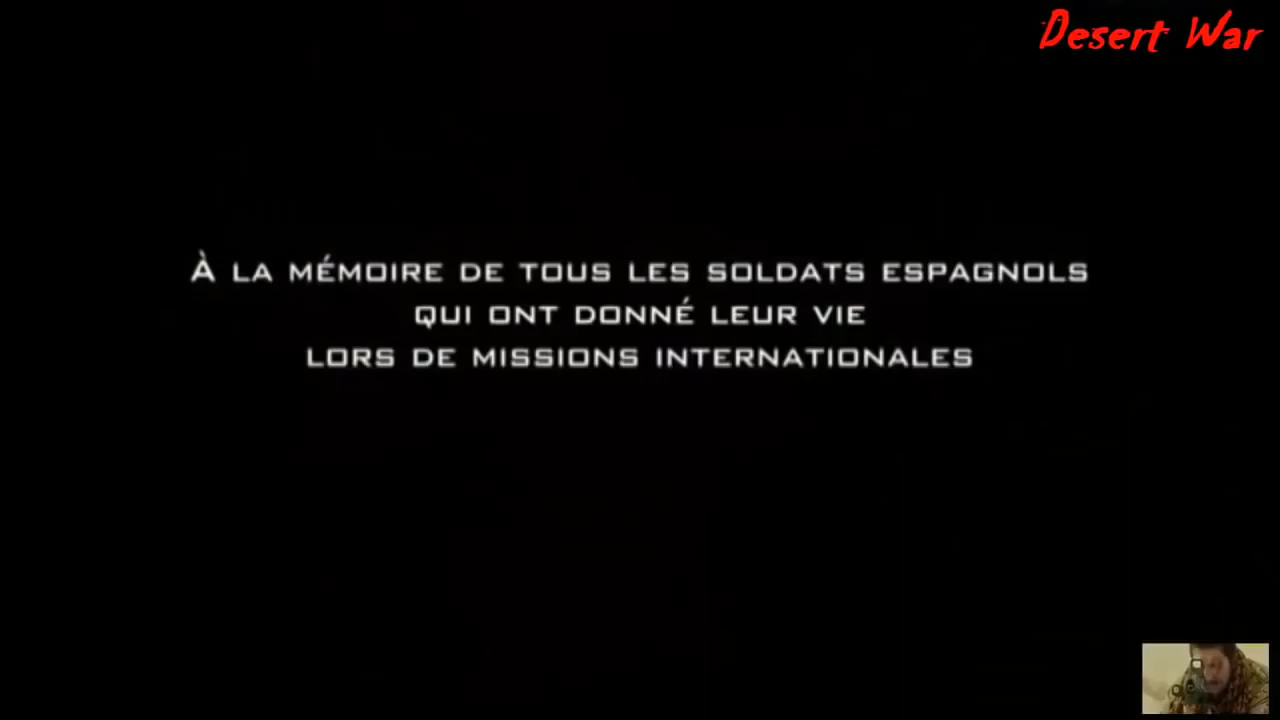 Desert War
À LA MÉMOIRE DE TOUS LES SOLDATS ESPAGNOLS
QUI ONT DONNÉ LEUR VIE
LORS DE MISSIONS INTERNATIONALES